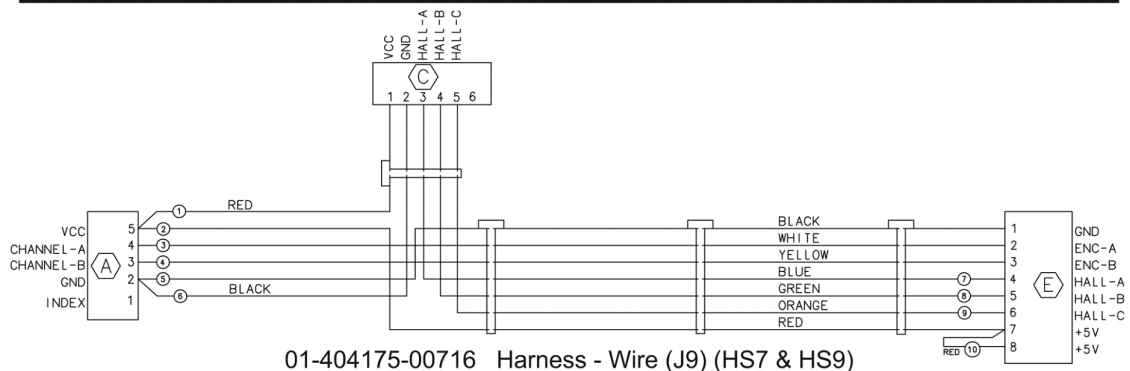 VCC
GND
HALL-A
HALL-B
HALL-C
C
1 2 3 4 5 6
1 RED
VCC 5 2
CHANNEL-A 4 3
CHANNEL-B 3 4
A
GND 2 5
INDEX 1
6 BLACK
BLACK 1 GND
WHITE 2 ENC-A
YELLOW 3 ENC-B
BLUE 7 4 HALL-A
E
GREEN 8 5 HALL-B
ORANGE 9 6 HALL-C
RED 7 +5V
RED 10 8 +5V
01-404175-00716 Harness - Wire (J9) (HS7 & HS9)